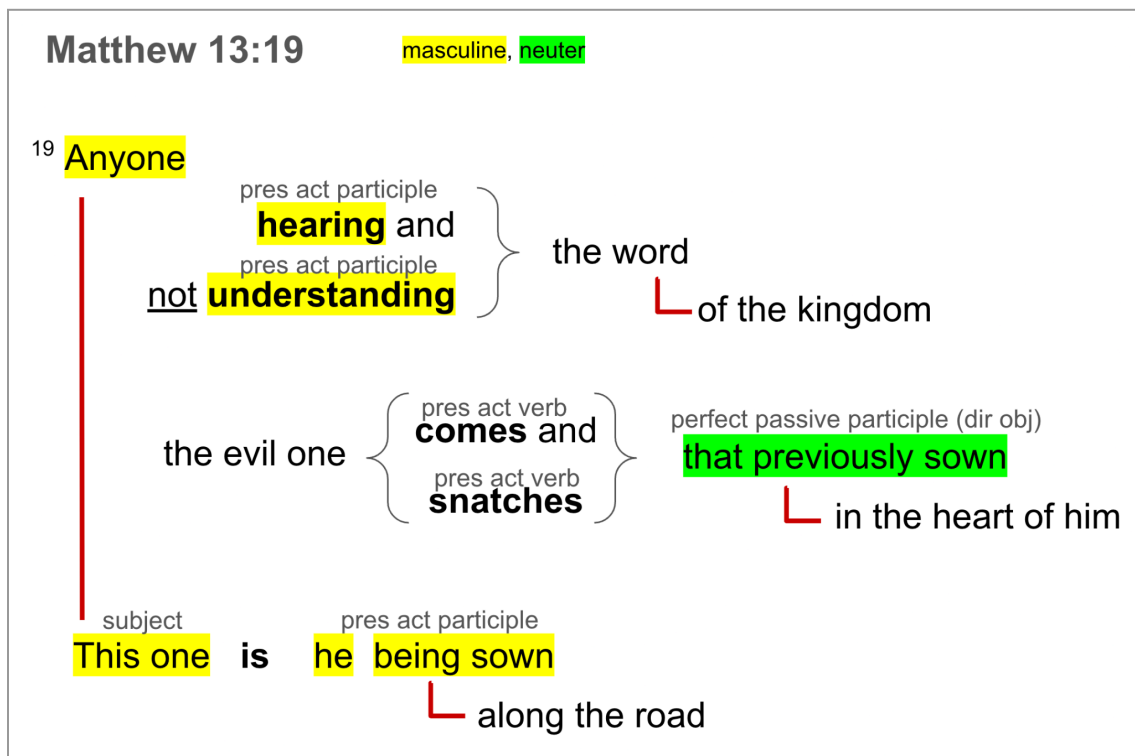 Matthew 13:19
masculine, neuter
19 Anyone
pres act participle
hearing and
pres act participle
not understanding
the word
of the kingdom
the evil one
pres act verb
comes and
pres act verb
snatches
perfect passive participle (dir obj)
that previously sown
in the heart of him
subject
This one is
pres act participle
he being sown
along the road